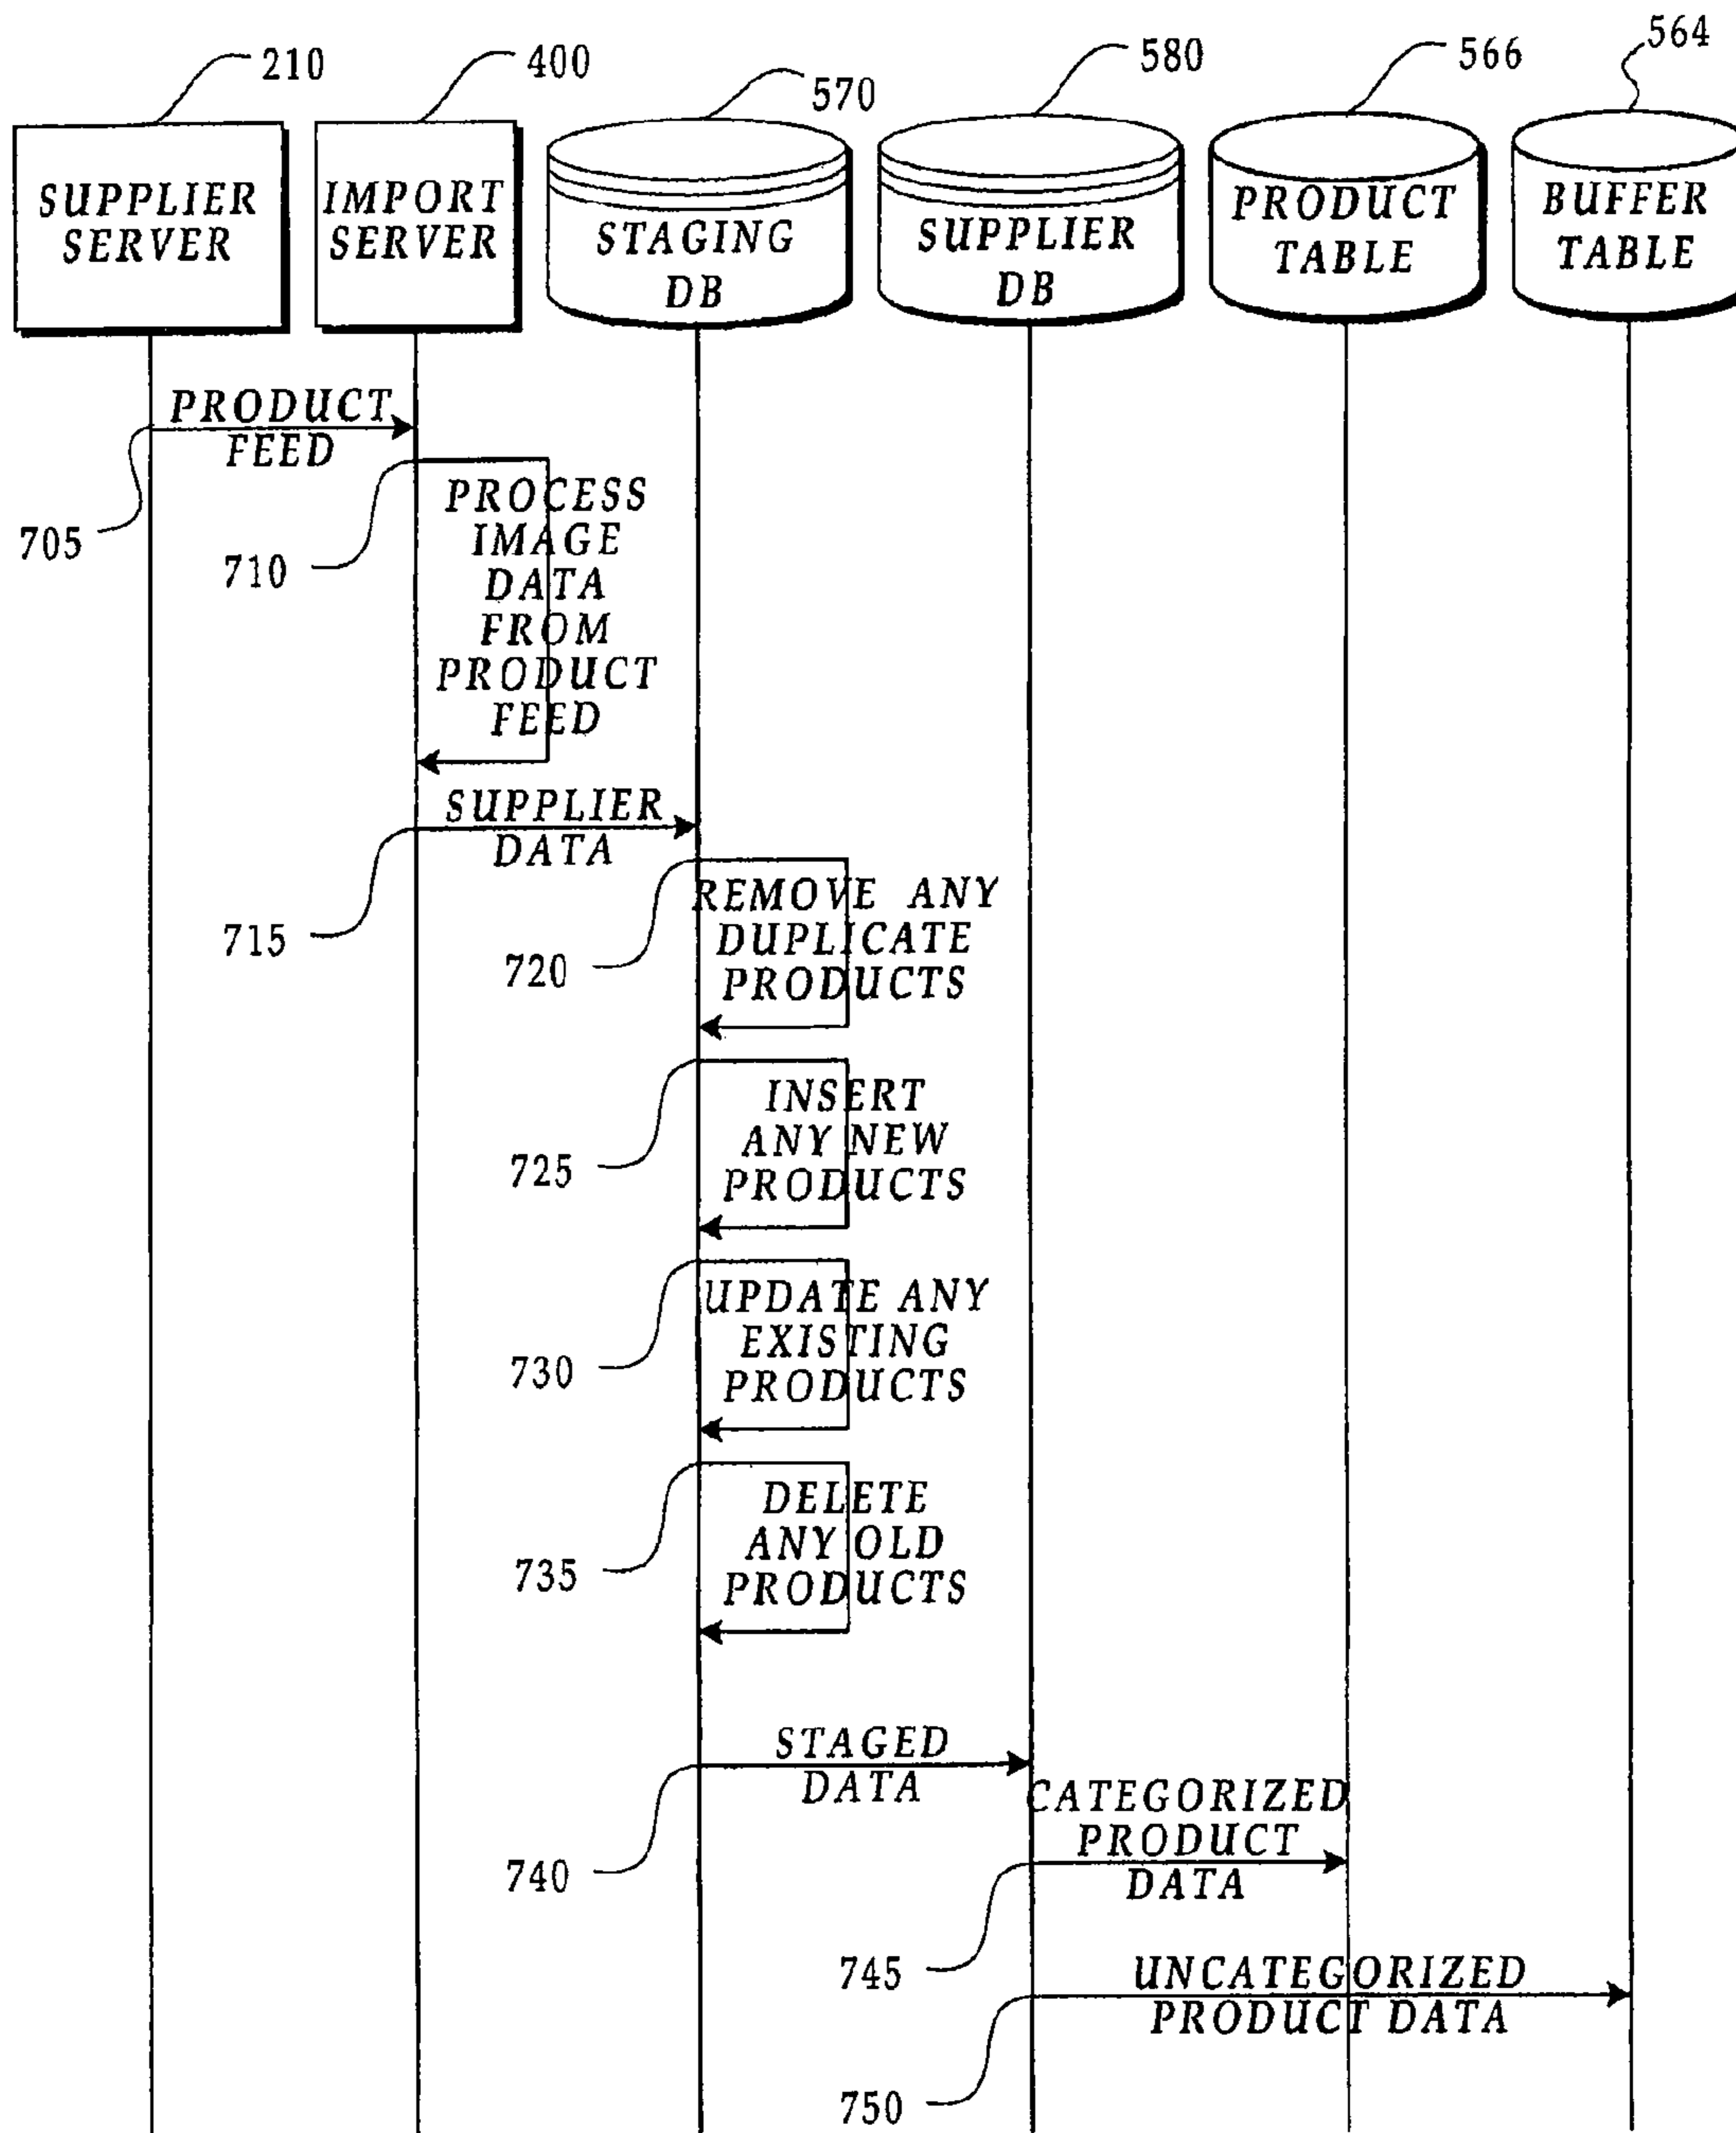 210
400
570
580
566
564
SUPPLIER
SERVER
IMPORT
SERVER
STAGING
DB
SUPPLIER
DB
PRODUCT
TABLE
BUFFER
TABLE
PRODUCT
FEED
705
PROCESS
IMAGE
DATA
FROM
PRODUCT
FEED
710
SUPPLIER
DATA
715
REMOVE ANY
DUPLICATE
PRODUCTS
720
INSERT
ANY NEW
PRODUCTS
725
UPDATE ANY
EXISTING
PRODUCTS
730
DELETE
ANY OLD
PRODUCTS
735
STAGED
DATA
740
CATEGORIZED
PRODUCT
DATA
745
UNCATEGORIZED
PRODUCT DATA
750